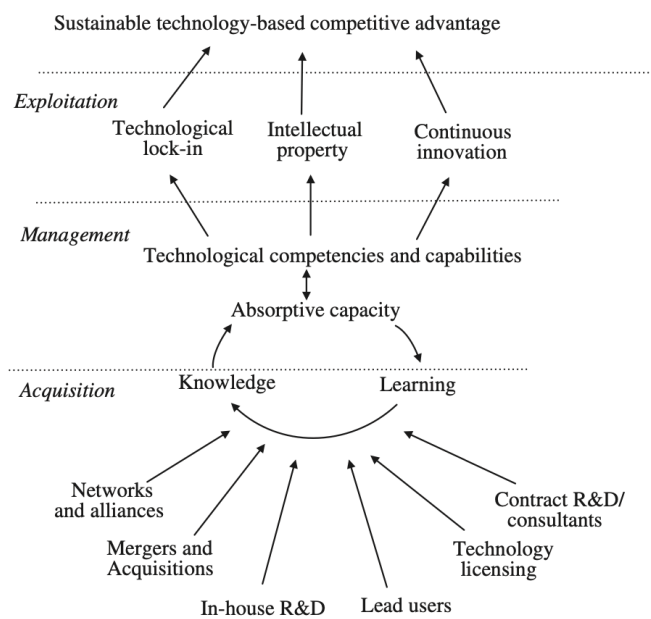 Sustainable technology-based competitive advantage
Exploitation
Technological
lock-in
Intellectual
property
Continuous
innovation
Management
Technological competencies and capabilities
Absorptive capacity
Acquisition
Knowledge
Learning
Networks
and alliances
Contract R&D/
consultants
Mergers and
Acquisitions
Technology
licensing
In-house R&D
Lead users